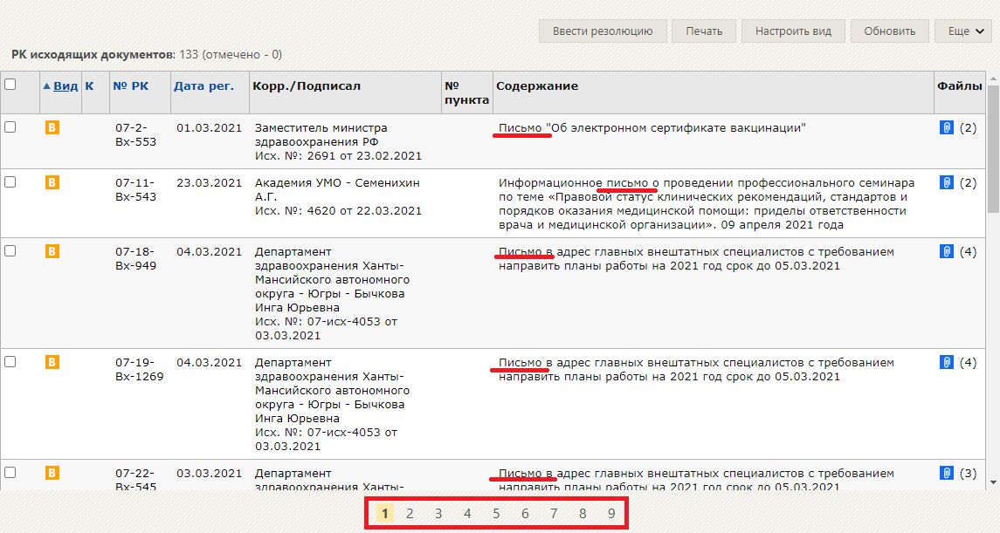 Ввести резолюцию Печать Настроить вид Обновить Еще
РК исходящих документов: 133 (отмечено - 0)
Вид К № РК Дата рег. Корр./Подписал № пункта Содержание Файлы
В 07-2- 01.03.2021 Заместитель министра Письмо "Об электронном сертификате вакцинации" (2)
Вх-553 здравоохранения РФ
Исх. №: 2691 от 23.02.2021
В 07-11- 23.03.2021 Академия УМО - Семенихин Информационное письмо о проведении профессионального семинара (2)
Вх-543 А.Г. по теме «Правовой статус клинических рекомендаций, стандартов и
Исх. №: 4620 от 22.03.2021 порядков оказания медицинской помощи: приделы ответственности
врача и медицинской организации». 09 апреля 2021 года
В 07-18- 04.03.2021 Департамент Письмо в адрес главных внештатных специалистов с требованием (4)
Вх-949 здравоохранения Ханты- направить планы работы на 2021 год срок до 05.03.2021
Мансийского автономного
округа - Югры - Бычкова
Инга Юрьевна
Исх. №: 07-исх-4053 от
03.03.2021
В 07-19- 04.03.2021 Департамент Письмо в адрес главных внештатных специалистов с требованием (4)
Вх-1269 здравоохранения Ханты- направить планы работы на 2021 год срок до 05.03.2021
Мансийского автономного
округа - Югры - Бычкова
Инга Юрьевна
Исх. №: 07-исх-4053 от
03.03.2021
В 07-22- 03.03.2021 Департамент Письмо в адрес главных внештатных специалистов с требованием (3)
Вх-545 здравоохранения Ханты- направить планы работы на 2021 год срок до 05.03.2021
1 2 3 4 5 6 7 8 9